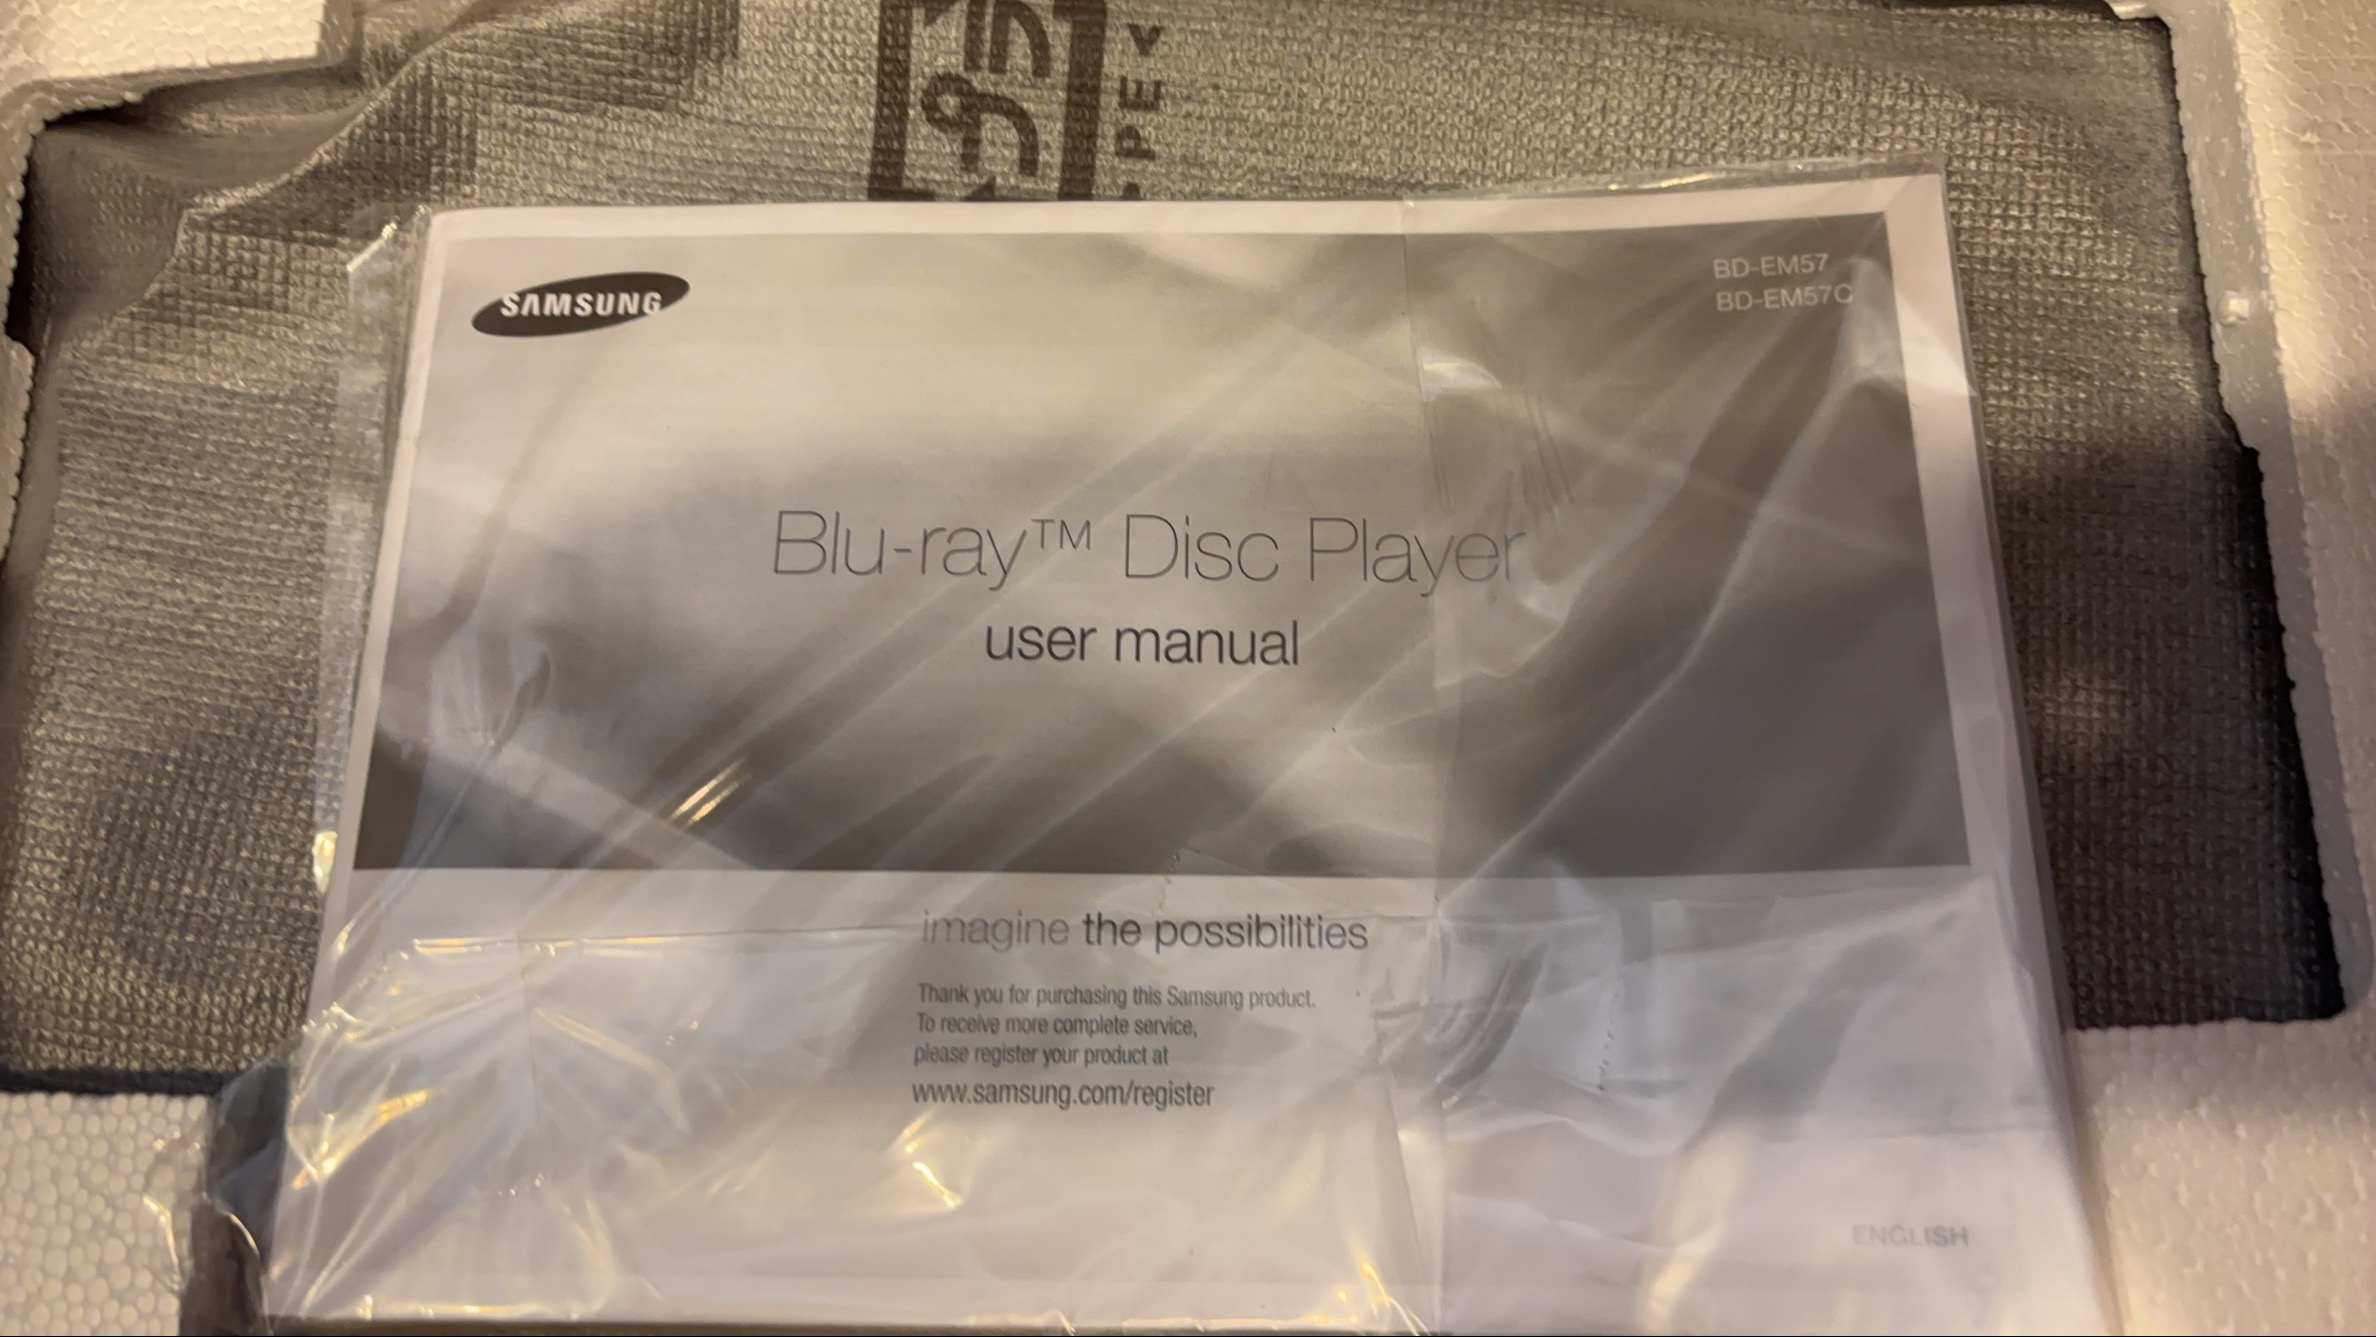 SAMSUNG
BD-EM57
BD-EM57C
Blu-ray™ Disc Player
user manual
imagine the possibilities
Thank you for purchasing this Samsung product.
To receive more complete service,
please register your product at
www.samsung.com/register
ENGLISH